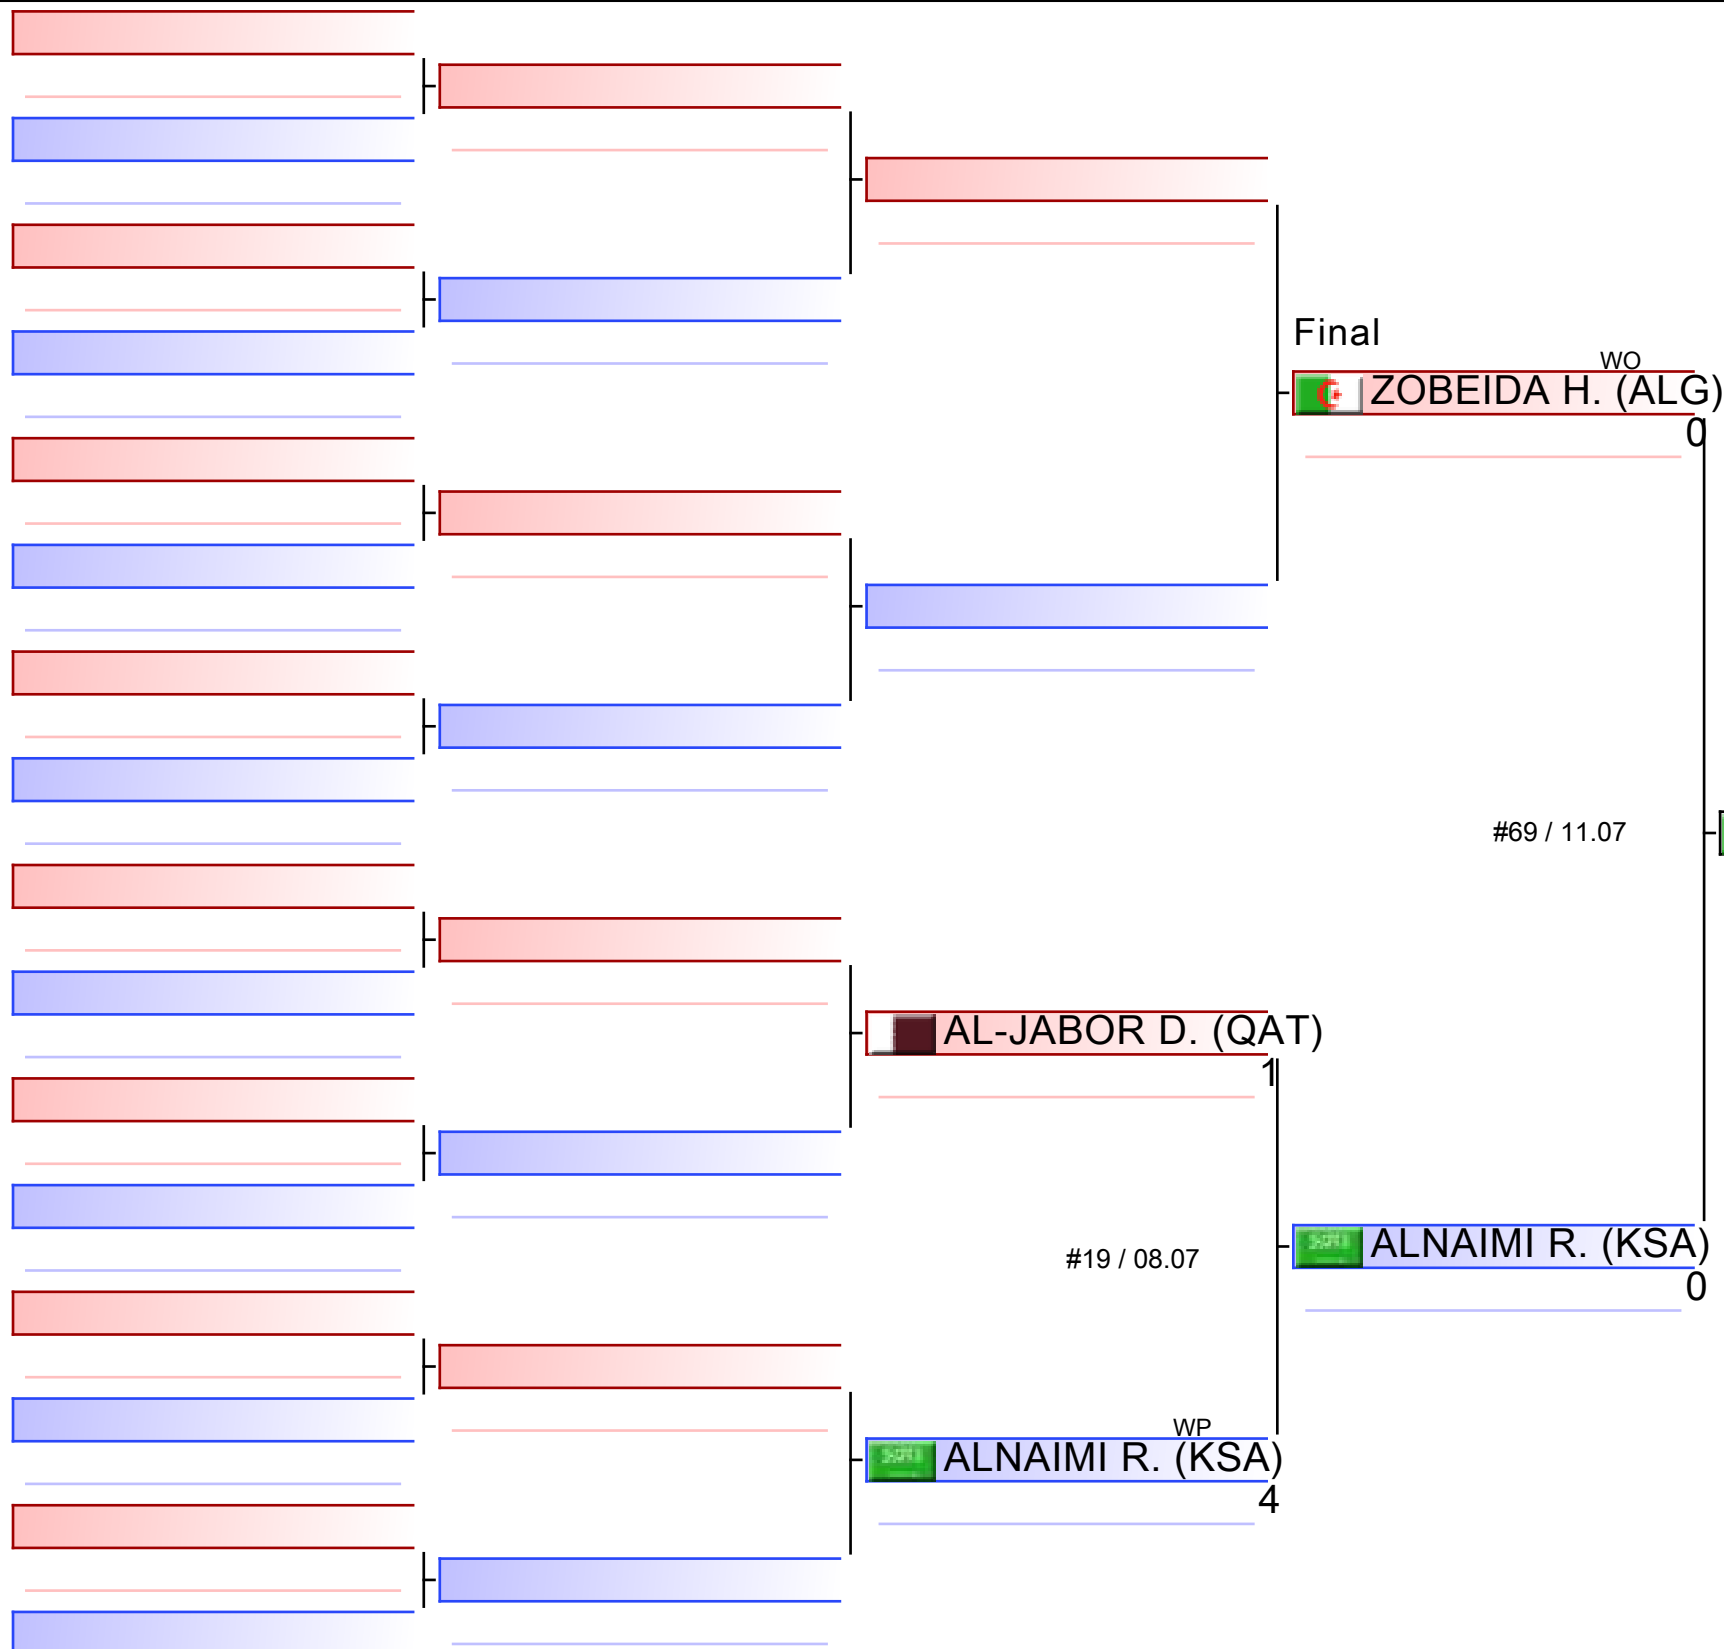 Final
WO
ZOBEIDA H. (ALG)
0
#69 / 11.07
AL-JABOR D. (QAT)
1
#19 / 08.07
ALNAIMI R. (KSA)
0
WP
ALNAIMI R. (KSA)
4